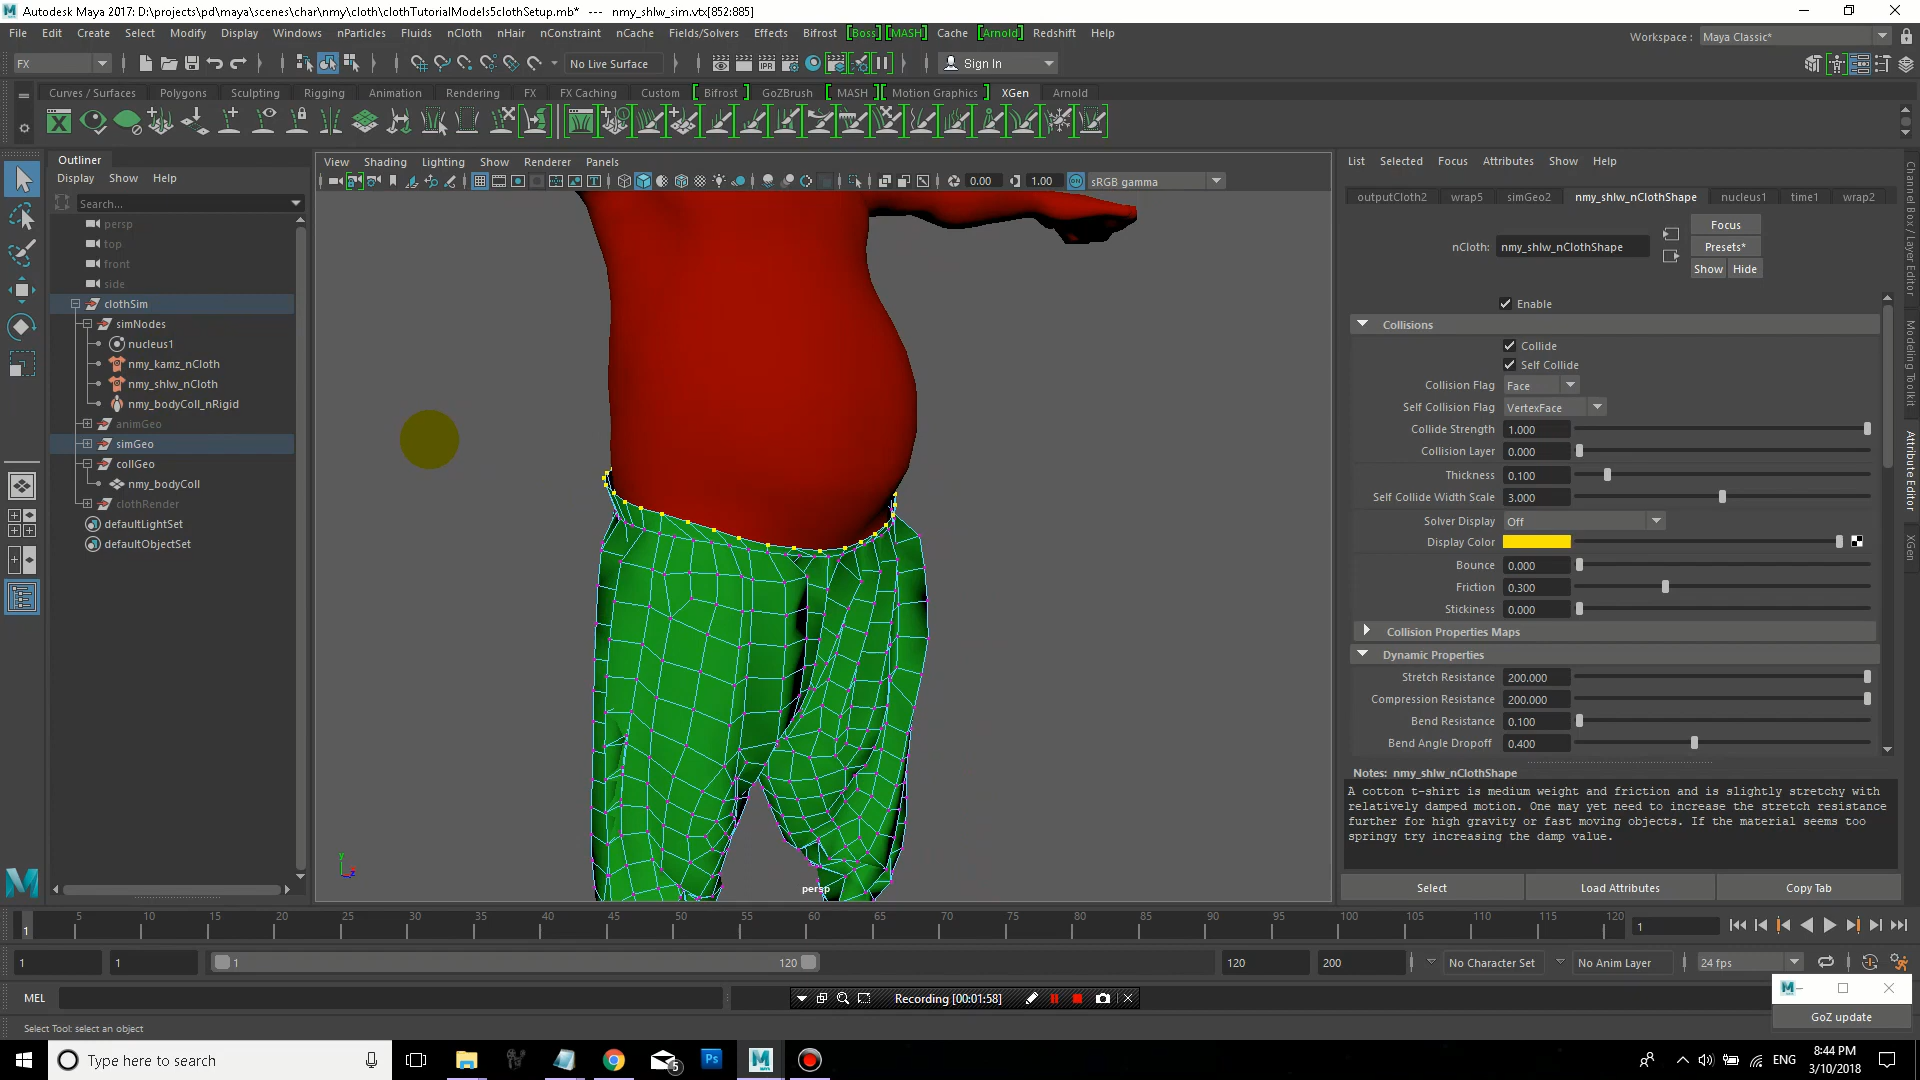 Autodesk Maya 2017: D:\projects\pd\maya\scenes\char\nmy\cloth\clothTutorialModels5clothSetup.mb* --- nmy_shlw_sim.vtx[852:885]
File Edit Create Select Modify Display Windows nParticles Fluids nCloth nHair nConstraint nCache Fields/Solvers Effects Bifrost [Boss] [MASH] Cache [Arnold] Redshift Help
Workspace : Maya Classic*
FX No Live Surface Sign In
Curves / Surfaces Polygons Sculpting Rigging Animation Rendering FX FX Caching Custom [ Bifrost ] GoZBrush [ MASH ] [ Motion Graphics ] XGen Arnold
Outliner
Display Show Help
Search...
persp
top
front
side
clothSim
simNodes
nucleus1
nmy_kamz_nCloth
nmy_shlw_nCloth
nmy_bodyColl_nRigid
animGeo
simGeo
collGeo
nmy_bodyColl
clothRender
defaultLightSet
defaultObjectSet
View Shading Lighting Show Renderer Panels
0.00 1.00 sRGB gamma
y
z
persp
List Selected Focus Attributes Show Help
outputCloth2 wrap5 simGeo2 nmy_shlw_nClothShape nucleus1 time1 wrap2
nCloth: nmy_shlw_nClothShape
Focus
Presets*
Show Hide
Enable
Collisions
Collide
Self Collide
Collision Flag Face
Self Collision Flag VertexFace
Collide Strength 1.000
Collision Layer 0.000
Thickness 0.100
Self Collide Width Scale 3.000
Solver Display Off
Display Color
Bounce 0.000
Friction 0.300
Stickiness 0.000
Collision Properties Maps
Dynamic Properties
Stretch Resistance 200.000
Compression Resistance 200.000
Bend Resistance 0.100
Bend Angle Dropoff 0.400
Notes: nmy_shlw_nClothShape
A cotton t-shirt is medium weight and friction and is slightly stretchy with
relatively damped motion. One may yet need to increase the stretch resistance
further for high gravity or fast moving objects. If the material seems too
springy try increasing the damp value.
Select Load Attributes Copy Tab
Channel Box / Layer Editor
Modeling Toolkit
Attribute Editor
XGen
5 10 15 20 25 30 35 40 45 50 55 60 65 70 75 80 85 90 95 100 105 110 115 120
1 1
1 1 1 120 120 200 No Character Set No Anim Layer 24 fps
MEL
Recording [00:01:58]
GoZ update
Select Tool: select an object
Type here to search
5
Ps
ENG
8:44 PM
3/10/2018